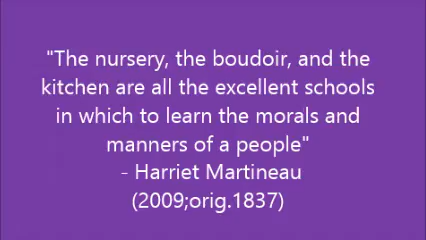 "The nursery, the boudoir, and the
kitchen are all the excellent schools
in which to learn the morals and
manners of a people"
- Harriet Martineau
(2009;orig.1837)